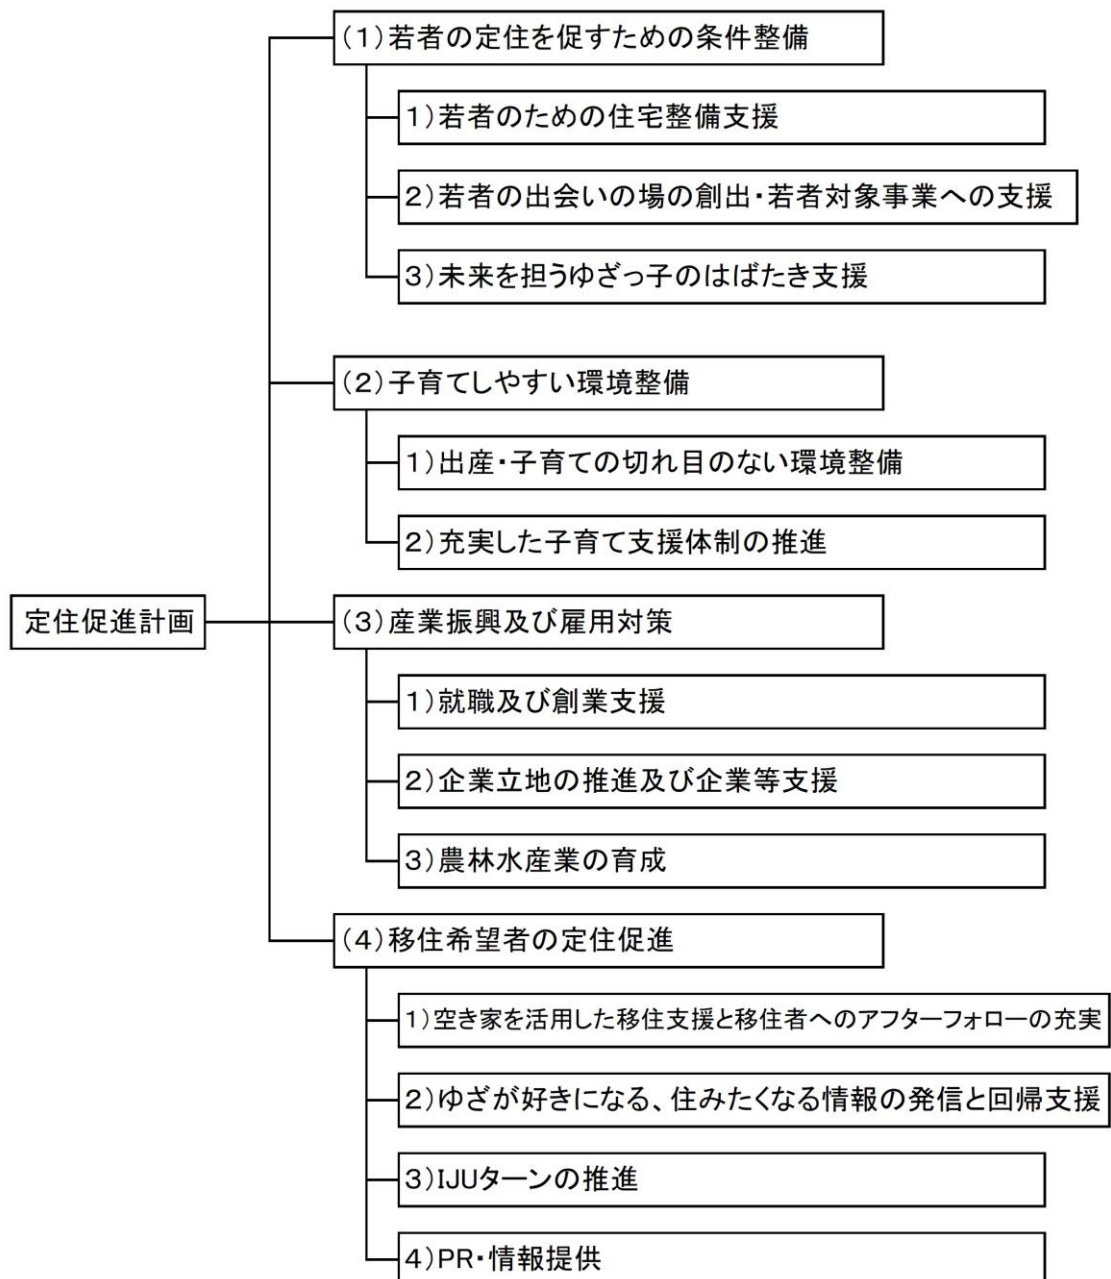 (1)若者の定住を促すための条件整備
1)若者のための住宅整備支援
2)若者の出会いの場の創出・若者対象事業への支援
3)未来を担うゆざっ子のはばたき支援
(2)子育てしやすい環境整備
1)出産・子育ての切れ目のない環境整備
2)充実した子育て支援体制の推進
定住促進計画
(3)産業振興及び雇用対策
1)就職及び創業支援
2)企業立地の推進及び企業等支援
3)農林水産業の育成
(4)移住希望者の定住促進
1)空き家を活用した移住支援と移住者へのアフターフォローの充実
2)ゆざが好きになる、住みたくなる情報の発信と回帰支援
3)IJUターンの推進
4)PR・情報提供